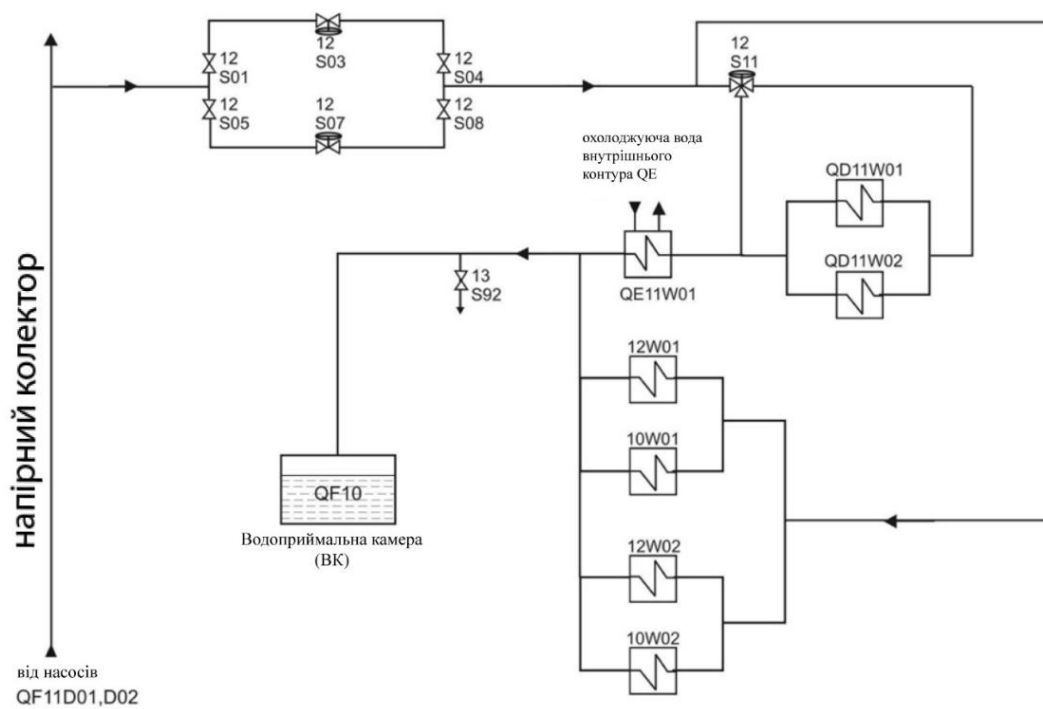 12
S03
12
S01
12
S04
12
S05
12
S07
12
S08
12
S11
охолоджуюча вода
внутрішнього
контура QE
QD11W01
QD11W02
QE11W01
13
S92
12W01
10W01
12W02
10W02
QF10
Водоприймальна камера
(ВК)
напірний колектор
від насосів
QF11D01,D02